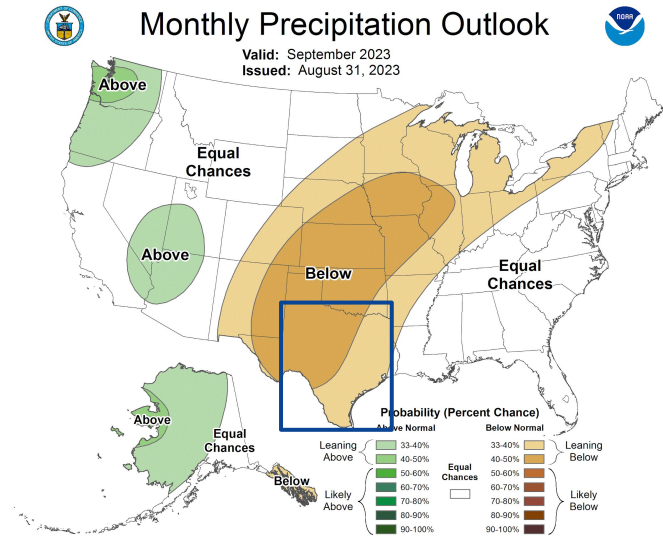 Monthly Precipitation Outlook
NOAA
Valid: September 2023
Issued: August 31, 2023
Above
Equal
Chances
Above
Below
Equal
Chances
Above
Equal
Chances
Below
Probability (Percent Chance)
Above Normal
Below Normal
Leaning
Above
33-40%
40-50%
50-60%
60-70%
70-80%
80-90%
90-100%
Likely
Above
Equal
Chances
33-40%
40-50%
50-60%
60-70%
70-80%
80-90%
90-100%
Leaning
Below
Likely
Below